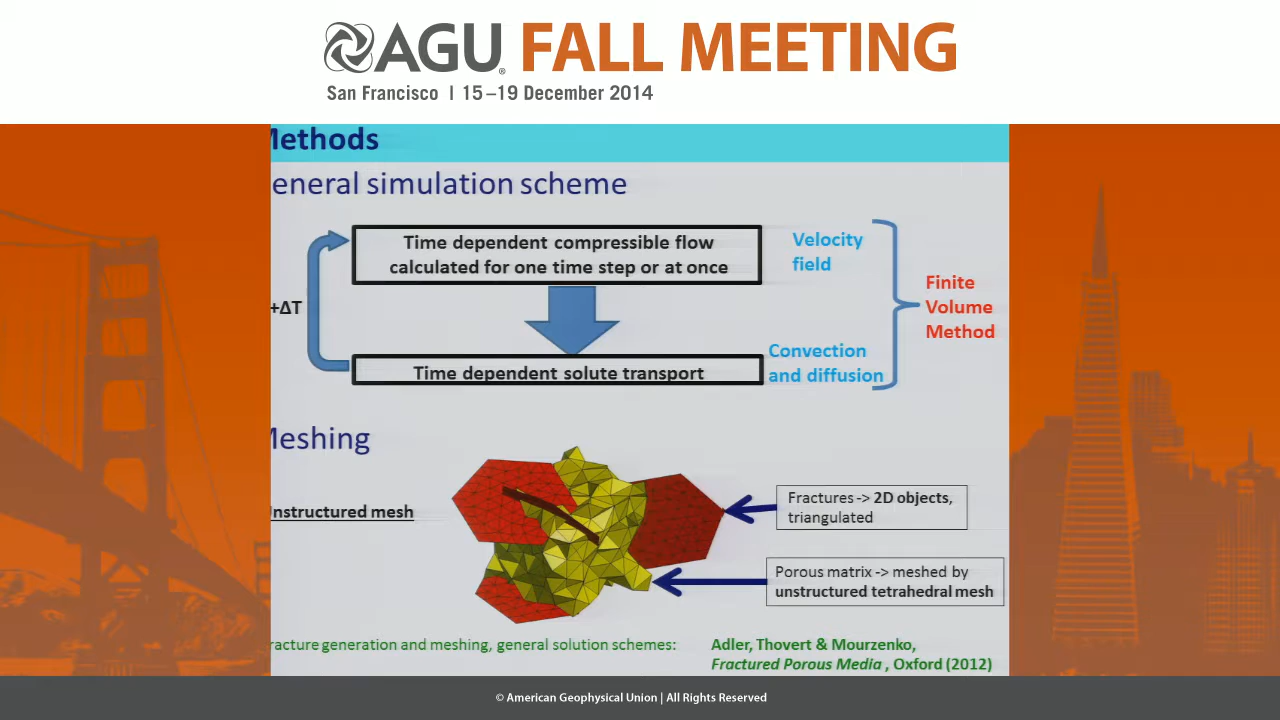 AGU FALL MEETING
San Francisco | 15–19 December 2014
Methods
eneral simulation scheme
Time dependent compressible flow
calculated for one time step or at once
Velocity
field
+ΔT
Finite
Volume
Method
Time dependent solute transport
Convection
and diffusion
Meshing
Unstructured mesh
Fractures -> 2D objects,
triangulated
Porous matrix -> meshed by
unstructured tetrahedral mesh
racture generation and meshing, general solution schemes:
Adler, Thovert & Mourzenko,
Fractured Porous Media , Oxford (2012)
© American Geophysical Union | All Rights Reserved